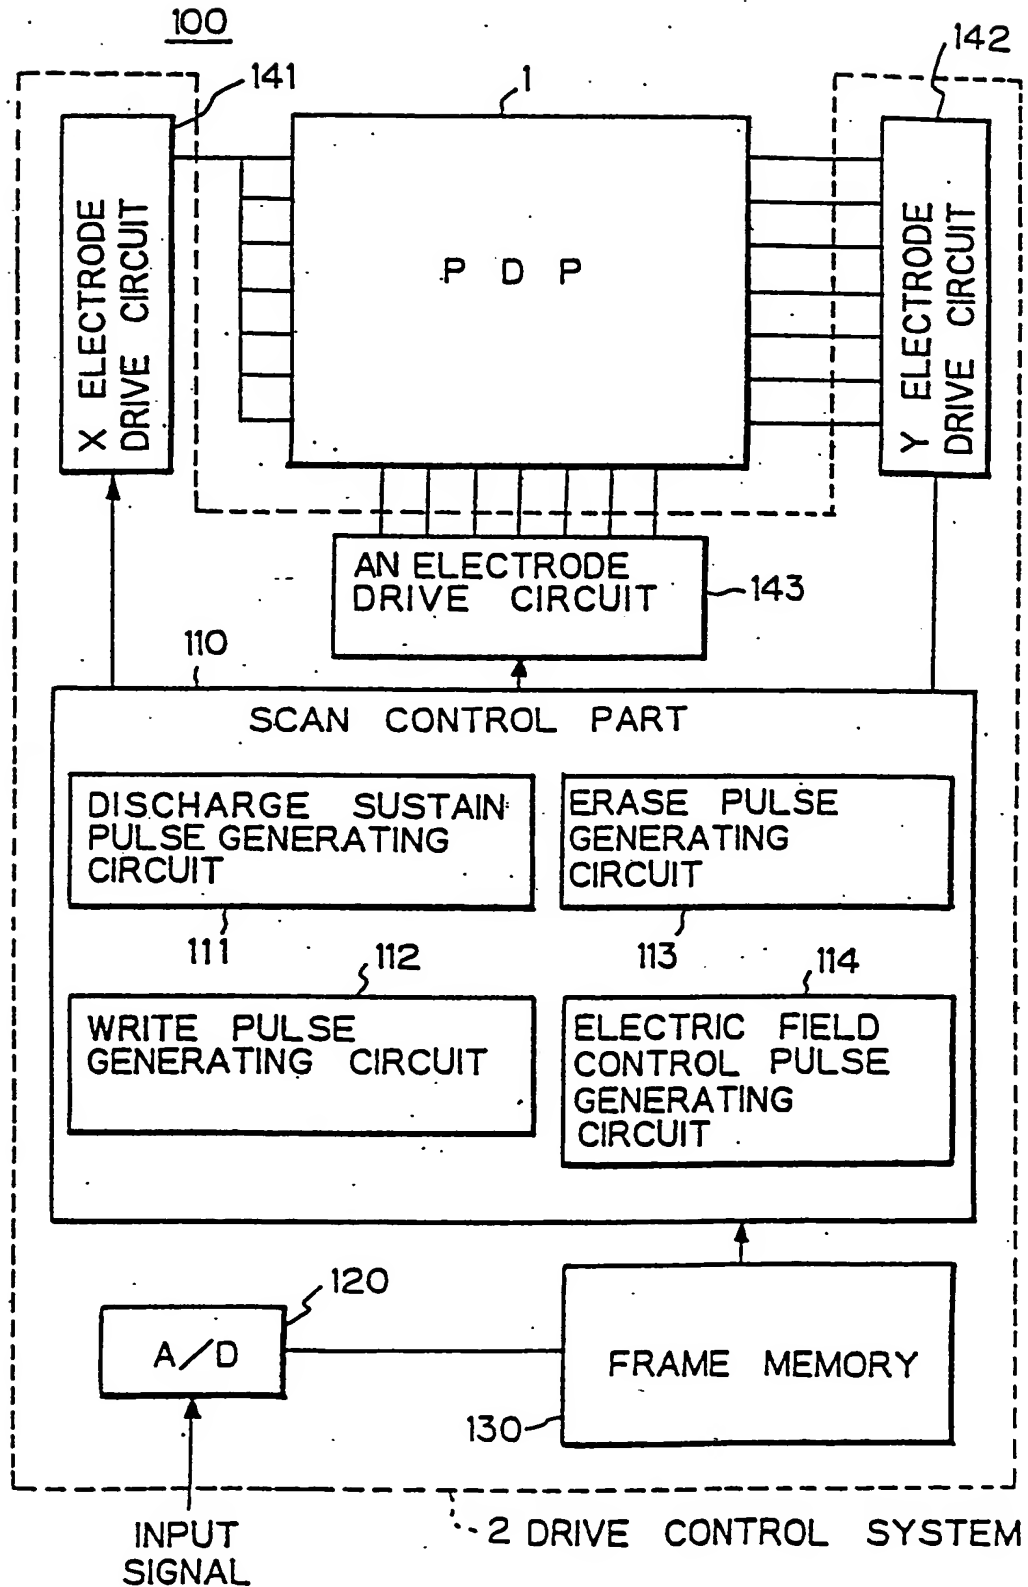 100
141
1
142
X ELECTRODE
DRIVE CIRCUIT
P D P
Y ELECTRODE
DRIVE CIRCUIT
AN ELECTRODE
DRIVE CIRCUIT
143
110
SCAN CONTROL PART
DISCHARGE SUSTAIN
PULSE GENERATING
CIRCUIT
111
ERASE PULSE
GENERATING
CIRCUIT
113
112
WRITE PULSE
GENERATING CIRCUIT
114
ELECTRIC FIELD
CONTROL PULSE
GENERATING
CIRCUIT
120
A/D
FRAME MEMORY
130
INPUT
SIGNAL
2 DRIVE CONTROL SYSTEM